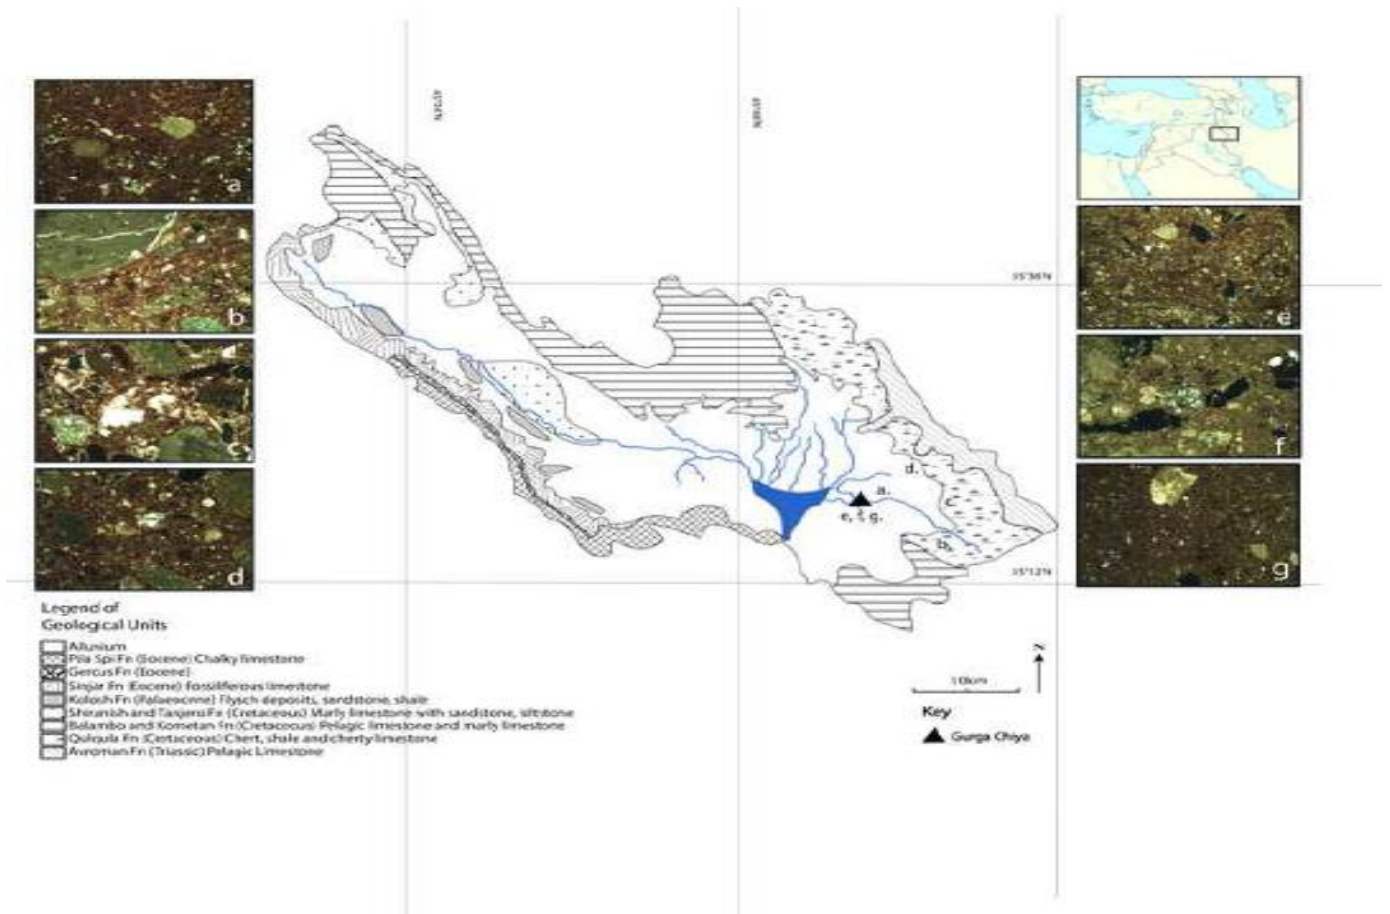 a
b
c
d
35°36'N
35°12'N
d.
a.
c.
e, f, g.
b.
e
f
g
Legend of
Geological Units
Alluvium
Pila Spi Fn (Eocene) Chalky limestone
Gercus Fn (Eocene)
Sinjar Fn (Eocene) Fossiliferous limestone
Kolosh Fn (Palaeocene) Flysch deposits, sandstone, shale
Shiranish and Tanjero Fn (Cretaceous) Marly limestone with sandstone, siltstone
Balambo and Kometan Fn (Cretaceous) Pelagic limestone and marly limestone
Qulqula Fn (Cretaceous) Chert, shale and cherty limestone
Avroman Fn (Triassic) Pelagic Limestone
N
10km
Key
Gurga Chiya